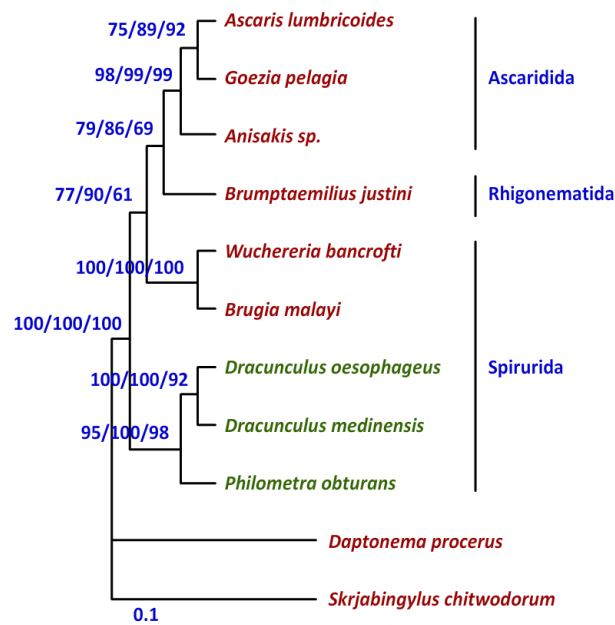 Ascaris lumbricoides
75/89/92
98/99/99
Goezia pelagia
Ascaridida
79/86/69
Anisakis sp.
77/90/61
Brumptaemilius justini
Rhigonematida
Wuchereria bancrofti
100/100/100
Brugia malayi
100/100/100
Dracunculus oesophageus
Spirurida
100/100/92
Dracunculus medinensis
95/100/98
Philometra obturans
Daptonema procerus
Skrjabingylus chitwodorum
0.1